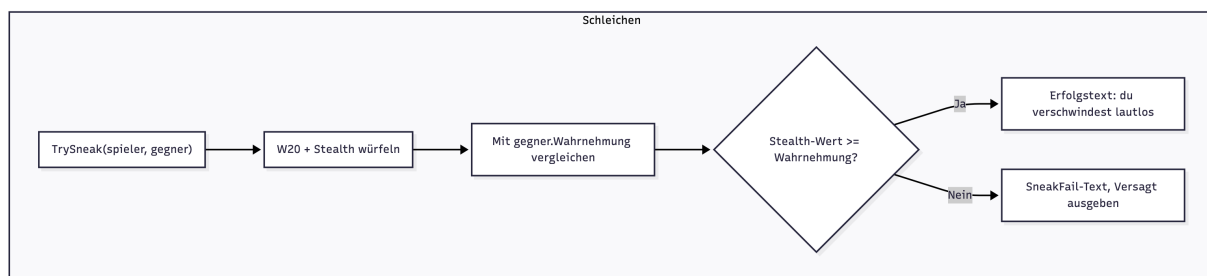 Schleichen
TrySneak(spieler, gegner)
W20 + Stealth würfeln
Mit gegner.Wahrnehmung
vergleichen
Stealth-Wert >=
Wahrnehmung?
Ja
Erfolgstext: du
verschwindest lautlos
Nein
SneakFail-Text, Versagt
ausgeben